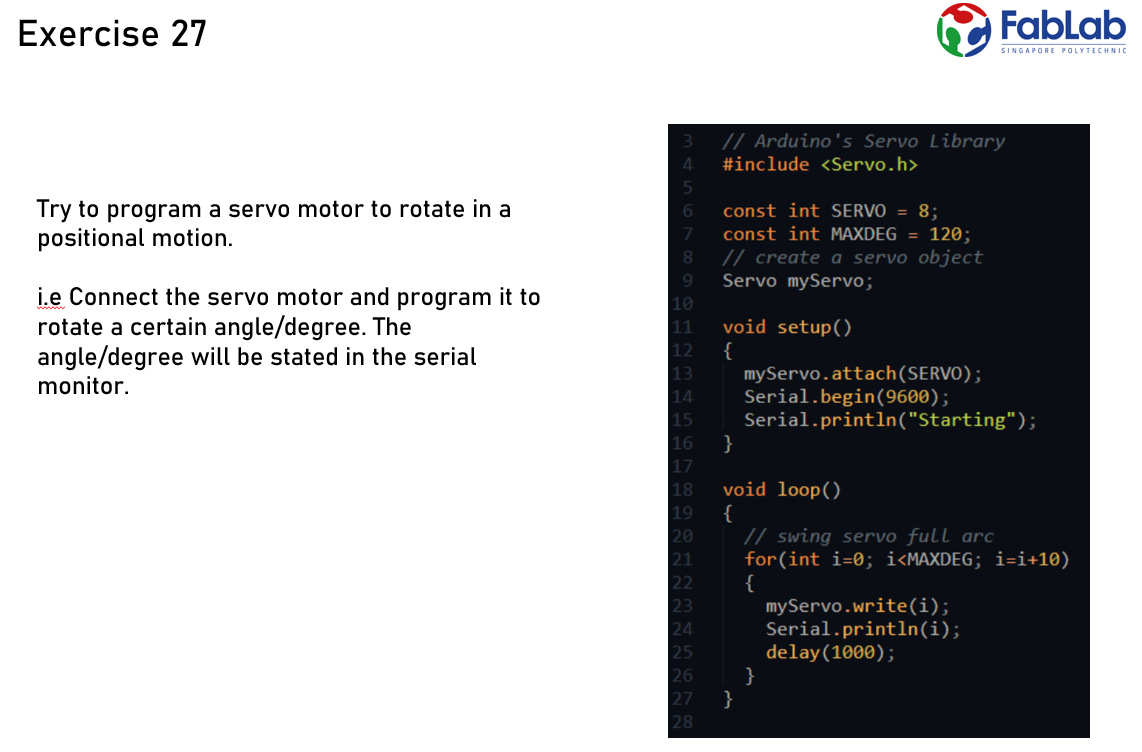 Exercise 27
FabLab
SINGAPORE POLYTECHNIC
Try to program a servo motor to rotate in a
positional motion.
i.e Connect the servo motor and program it to
rotate a certain angle/degree. The
angle/degree will be stated in the serial
monitor.
3 // Arduino's Servo Library
4 #include <Servo.h>
5
6 const int SERVO = 8;
7 const int MAXDEG = 120;
8 // create a servo object
9 Servo myServo;
10
11 void setup()
12 {
13 myServo.attach(SERVO);
14 Serial.begin(9600);
15 Serial.println("Starting");
16 }
17
18 void loop()
19 {
20 // swing servo full arc
21 for(int i=0; i<MAXDEG; i=i+10)
22 {
23 myServo.write(i);
24 Serial.println(i);
25 delay(1000);
26 }
27 }
28